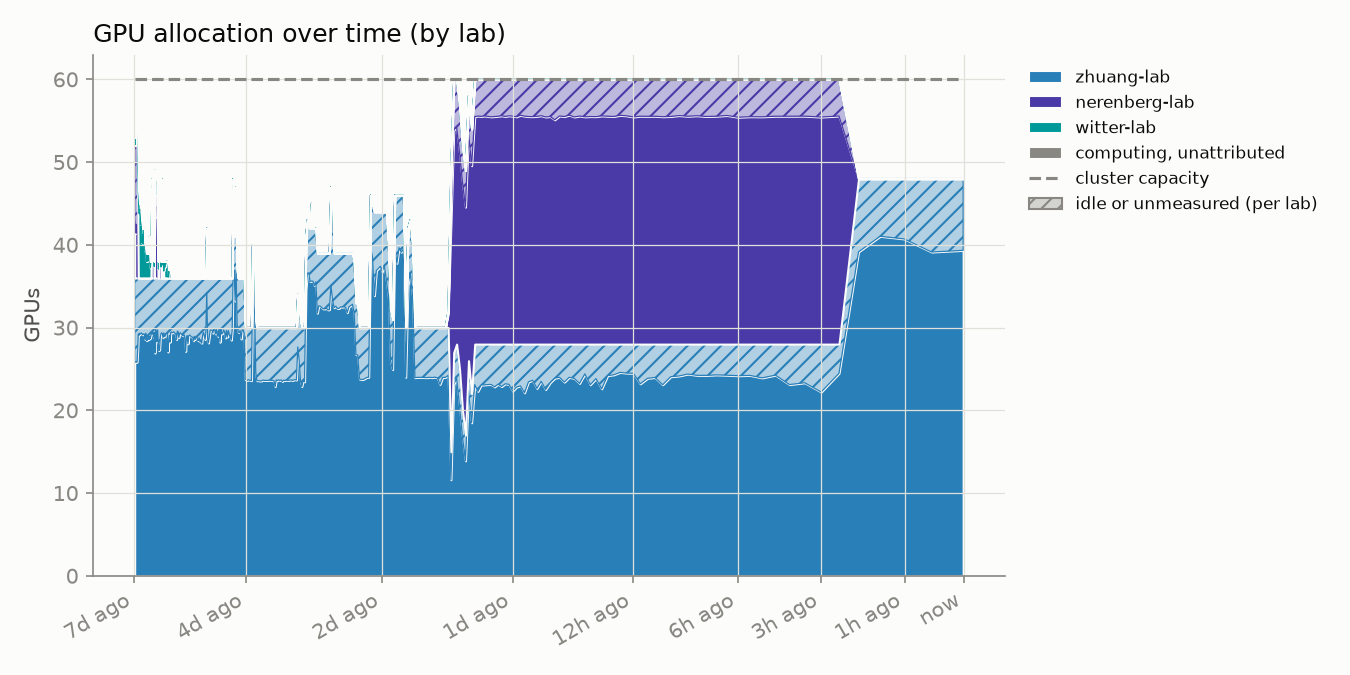 GPU allocation over time (by lab)
GPUs
60
50
40
30
20
10
0
7d ago
4d ago
2d ago
1d ago
12h ago
6h ago
3h ago
1h ago
now
zhuang-lab
nerenberg-lab
witter-lab
computing, unattributed
cluster capacity
idle or unmeasured (per lab)